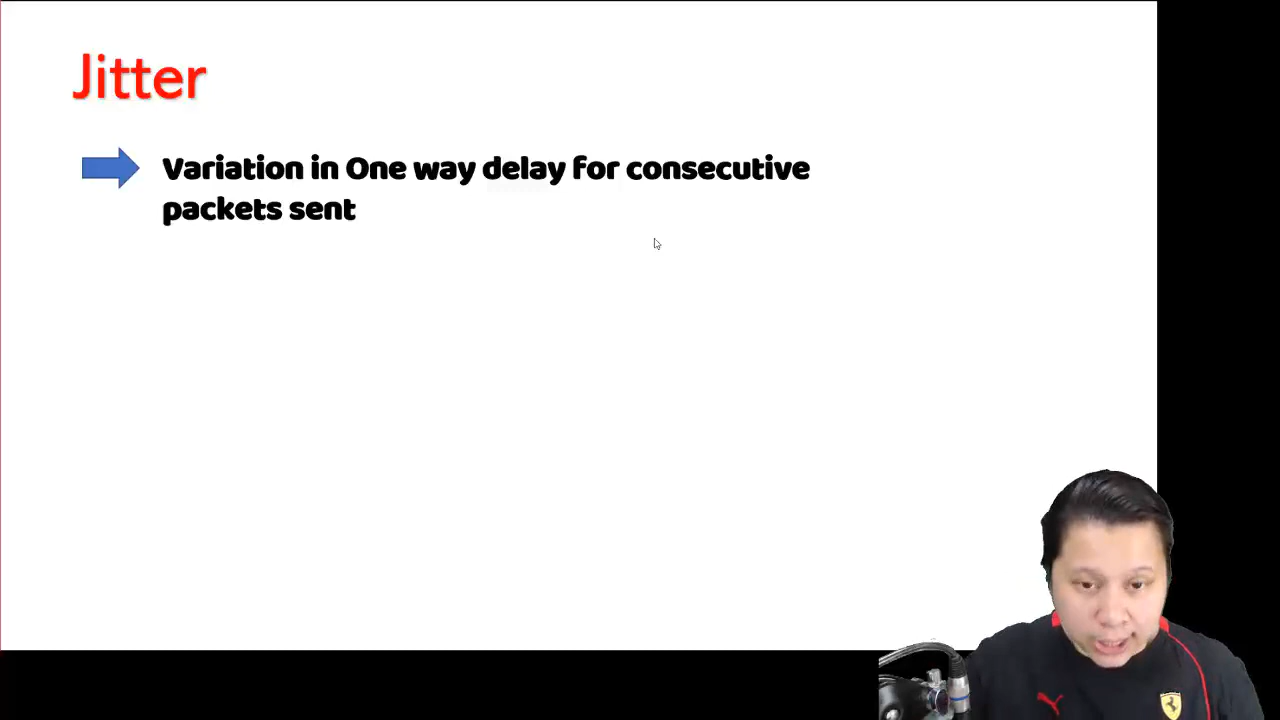 Jitter
Variation in One way delay for consecutive
packets sent